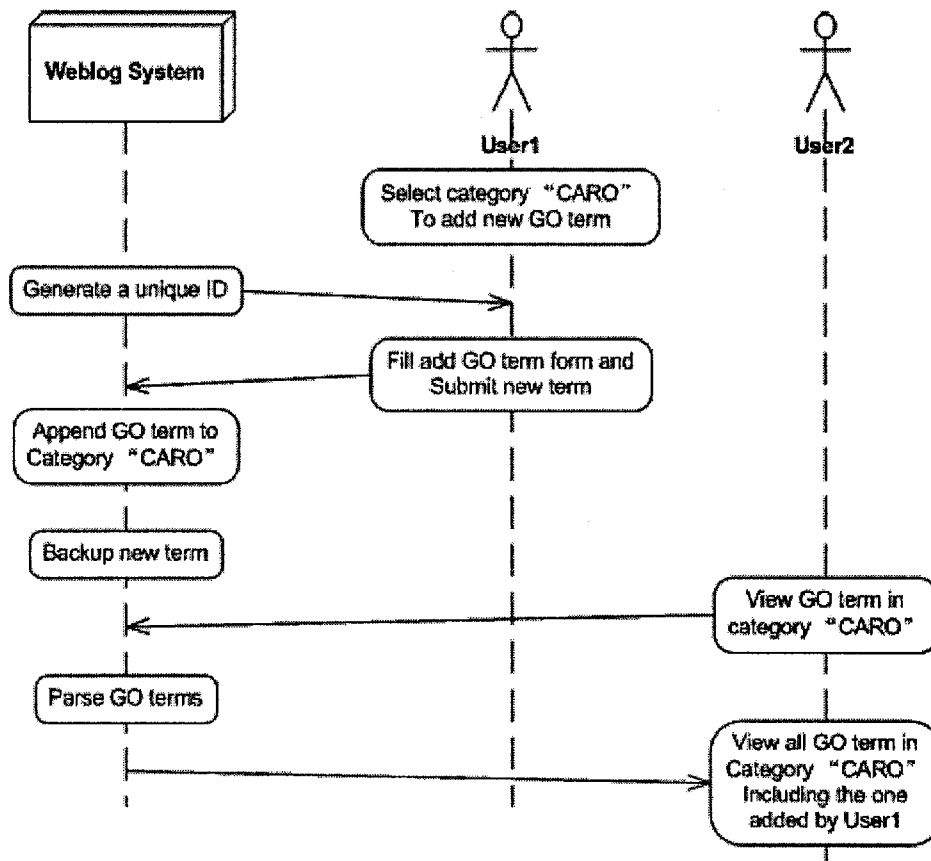 Weblog System
User1
User2
Select category “CARO”
To add new GO term
Generate a unique ID
Fill add GO term form and
Submit new term
Append GO term to
Category “CARO”
Backup new term
View GO term in
category “CARO”
Parse GO terms
View all GO term in
Category “CARO”
Including the one
added by User1